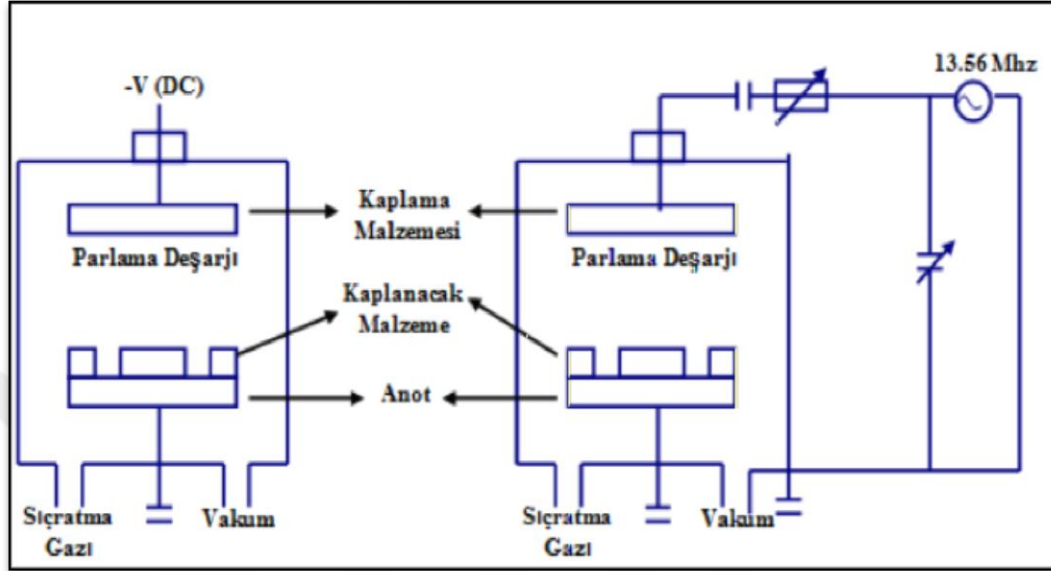 -V (DC)
13.56 Mhz
Kaplama
Malzemesi
Parlama Deşarjı
Parlama Deşarjı
Kaplanacak
Malzeme
Anot
Sıçratma
Gazı
Vakum
Sıçratma
Gazı
Vakum